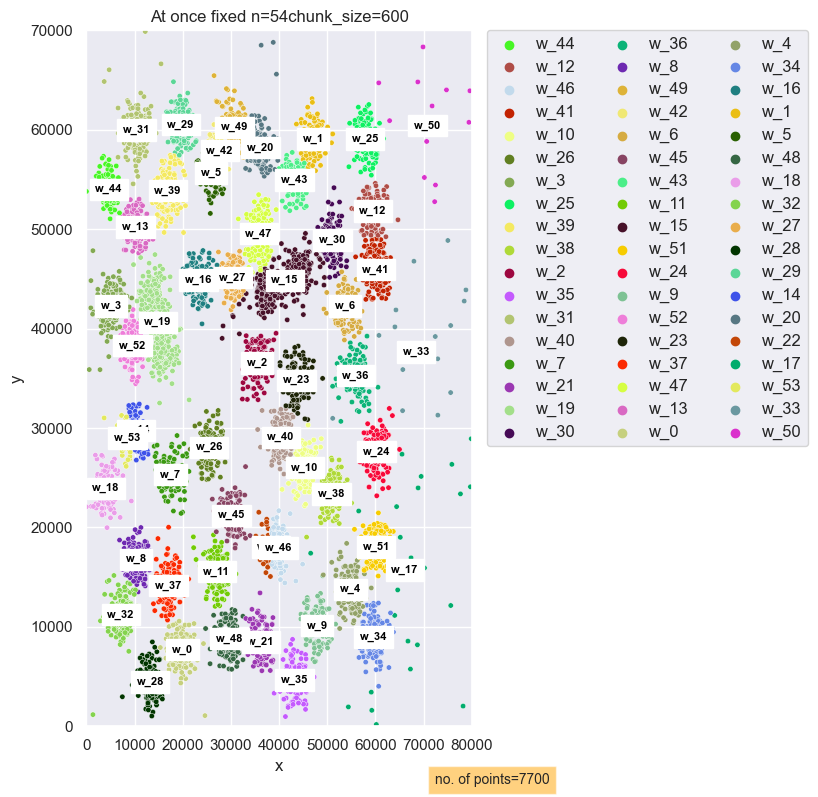 At once fixed n=54chunk_size=600
70000
60000
50000
40000
30000
20000
10000
0
y
w_31
w_29
w_49
w_1
w_25
w_50
w_42
w_20
w_5
w_43
w_44
w_39
w_12
w_13
w_47
w_30
w_16
w_27
w_15
w_41
w_3
w_6
w_19
w_52
w_2
w_33
w_23
w_36
w_53
w_40
w_26
w_7
w_10
w_24
w_18
w_38
w_45
w_46
w_51
w_8
w_11
w_17
w_37
w_4
w_32
w_9
w_48
w_21
w_34
w_0
w_28
w_35
0 10000 20000 30000 40000 50000 60000 70000 80000
x
w_44 w_36 w_4
w_12 w_8 w_34
w_46 w_49 w_16
w_41 w_42 w_1
w_10 w_6 w_5
w_26 w_45 w_48
w_3 w_43 w_18
w_25 w_11 w_32
w_39 w_15 w_27
w_38 w_51 w_28
w_2 w_24 w_29
w_35 w_9 w_14
w_31 w_52 w_20
w_40 w_23 w_22
w_7 w_37 w_17
w_21 w_47 w_53
w_19 w_13 w_33
w_30 w_0 w_50
no. of points=7700